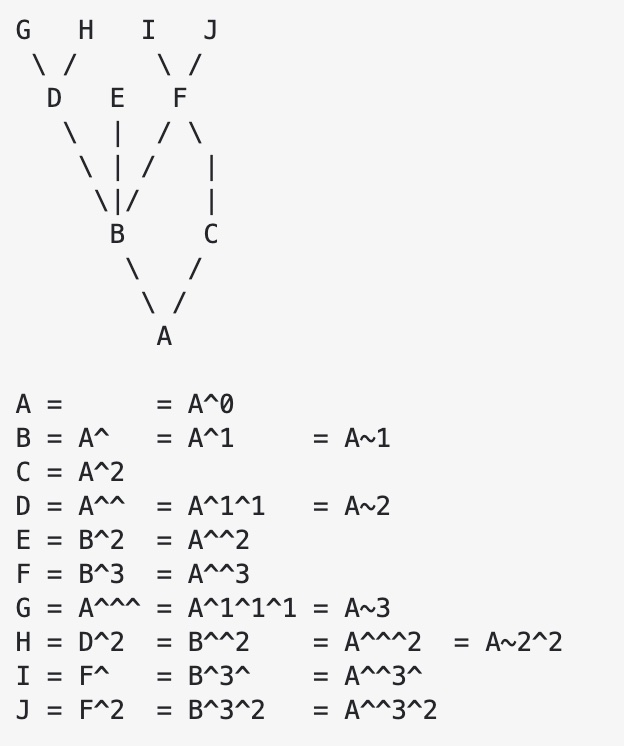 G   H   I   J
 \ /     \ /
  D   E   F
   \  |  / \
    \ | /   |
     \|/    |
      B     C
       \   /
        \ /
         A
A =      = A^0
B = A^   = A^1     = A~1
C = A^2
D = A^^  = A^1^1   = A~2
E = B^2  = A^^2
F = B^3  = A^^3
G = A^^^ = A^1^1^1 = A~3
H = D^2  = B^^2    = A^^^2  = A~2^2
I = F^   = B^3^    = A^^3^
J = F^2  = B^3^2   = A^^3^2